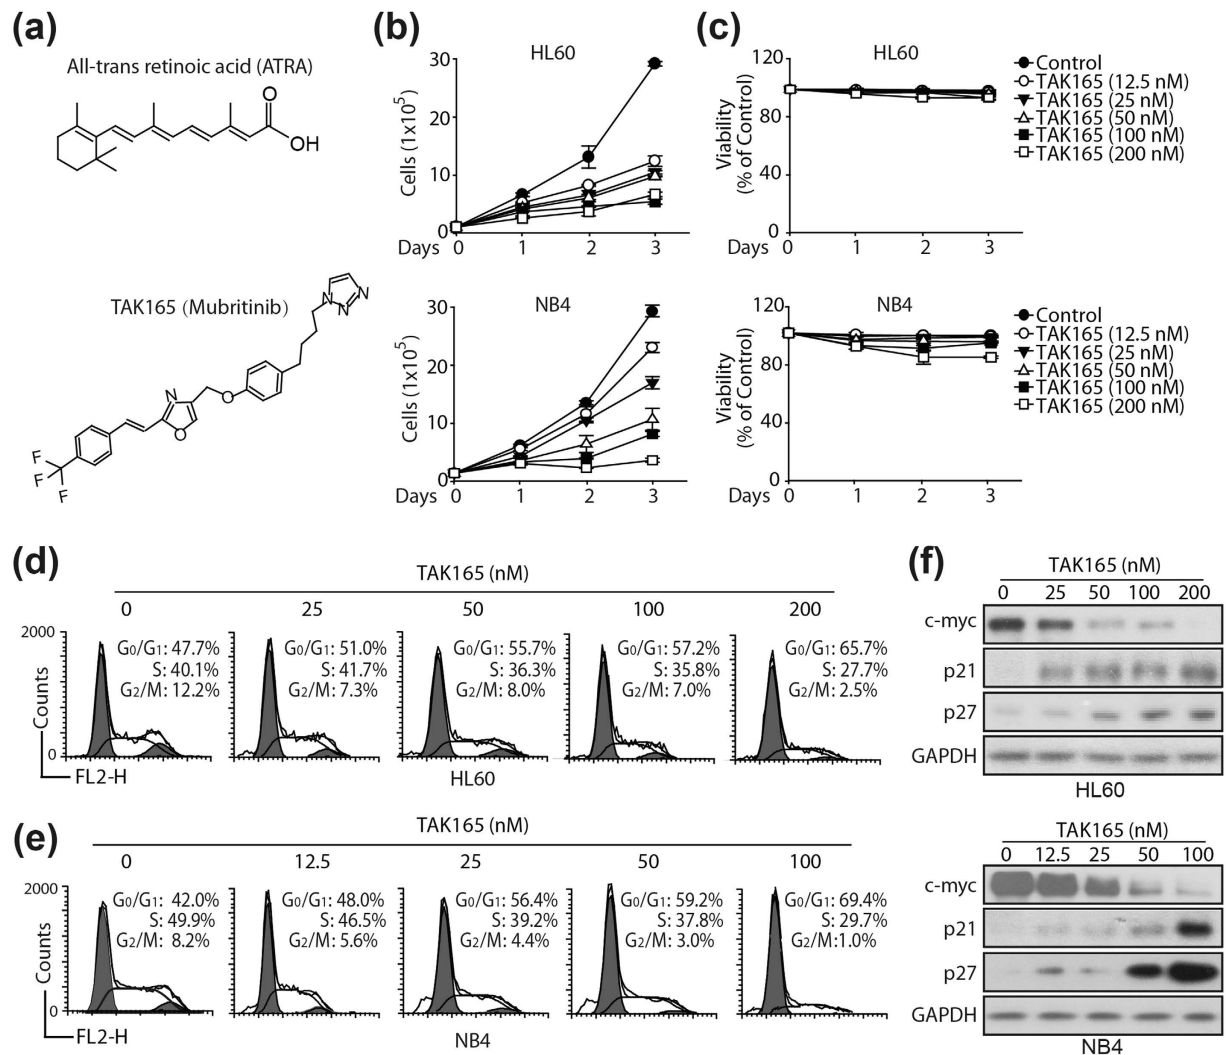 (a)
All-trans retinoic acid (ATRA)
O
OH
TAK165 (Mubritinib)
N
N
N
N
O
O
F
F
F
(b)
HL60
Cells (1x10⁵)
30
20
10
0
Days 0 1 2 3
NB4
Cells (1x10⁵)
30
20
10
0
Days 0 1 2 3
(c)
HL60
Viability
(% of Control)
120
80
40
0
0 1 2 3
Control
TAK165 (12.5 nM)
TAK165 (25 nM)
TAK165 (50 nM)
TAK165 (100 nM)
TAK165 (200 nM)
NB4
Viability
(% of Control)
120
80
40
0
0 1 2 3
Control
TAK165 (12.5 nM)
TAK165 (25 nM)
TAK165 (50 nM)
TAK165 (100 nM)
TAK165 (200 nM)
(d)
TAK165 (nM)
0 25 50 100 200
2000
Counts
0
FL2-H
G0/G1: 47.7%
S: 40.1%
G2/M: 12.2%
G0/G1: 51.0%
S: 41.7%
G2/M: 7.3%
G0/G1: 55.7%
S: 36.3%
G2/M: 8.0%
G0/G1: 57.2%
S: 35.8%
G2/M: 7.0%
G0/G1: 65.7%
S: 27.7%
G2/M: 2.5%
HL60
(e)
TAK165 (nM)
0 12.5 25 50 100
2000
Counts
0
FL2-H
G0/G1: 42.0%
S: 49.9%
G2/M: 8.2%
G0/G1: 48.0%
S: 46.5%
G2/M: 5.6%
G0/G1: 56.4%
S: 39.2%
G2/M: 4.4%
G0/G1: 59.2%
S: 37.8%
G2/M: 3.0%
G0/G1: 69.4%
S: 29.7%
G2/M:1.0%
NB4
(f)
TAK165 (nM)
0 25 50 100 200
c-myc
p21
p27
GAPDH
HL60
TAK165 (nM)
0 12.5 25 50 100
c-myc
p21
p27
GAPDH
NB4